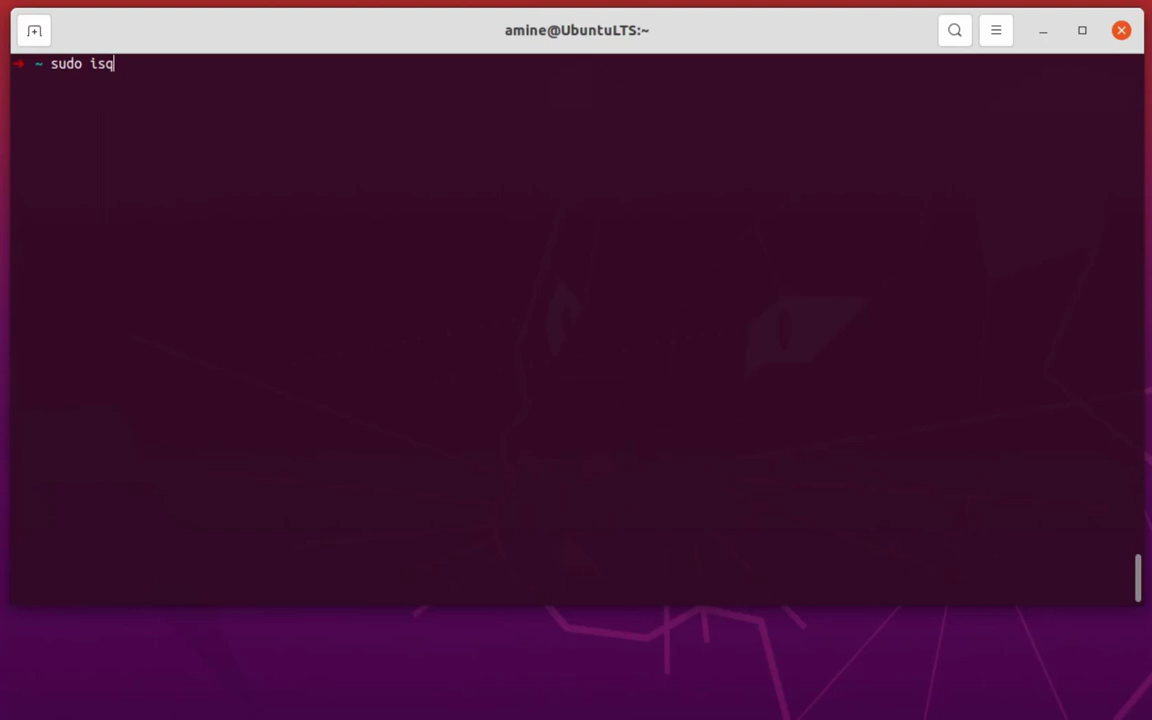 amine@UbuntuLTS:~
➜ ~ sudo isq